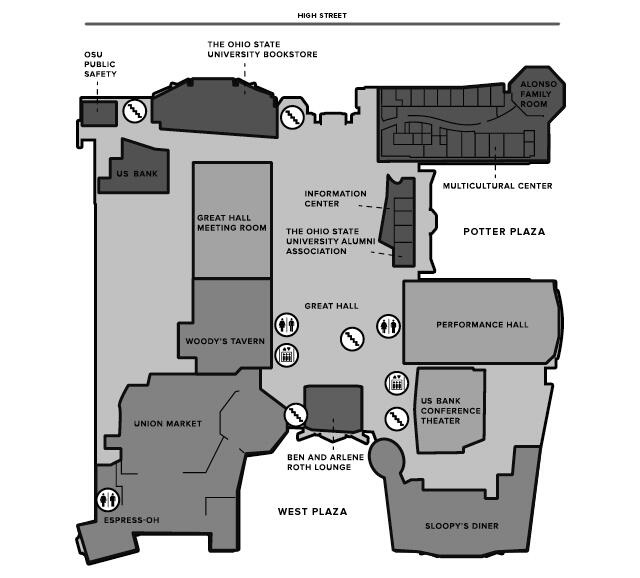 HIGH STREET
THE OHIO STATE
UNIVERSITY BOOKSTORE
OSU
PUBLIC
SAFETY
ALONSO
FAMILY
ROOM
US BANK
MULTICULTURAL CENTER
INFORMATION
CENTER
GREAT HALL
MEETING ROOM
THE OHIO STATE
UNIVERSITY ALUMNI
ASSOCIATION
POTTER PLAZA
GREAT HALL
PERFORMANCE HALL
WOODY'S TAVERN
US BANK
CONFERENCE
THEATER
UNION MARKET
BEN AND ARLENE
ROTH LOUNGE
WEST PLAZA
ESPRESS-OH
SLOOPY'S DINER